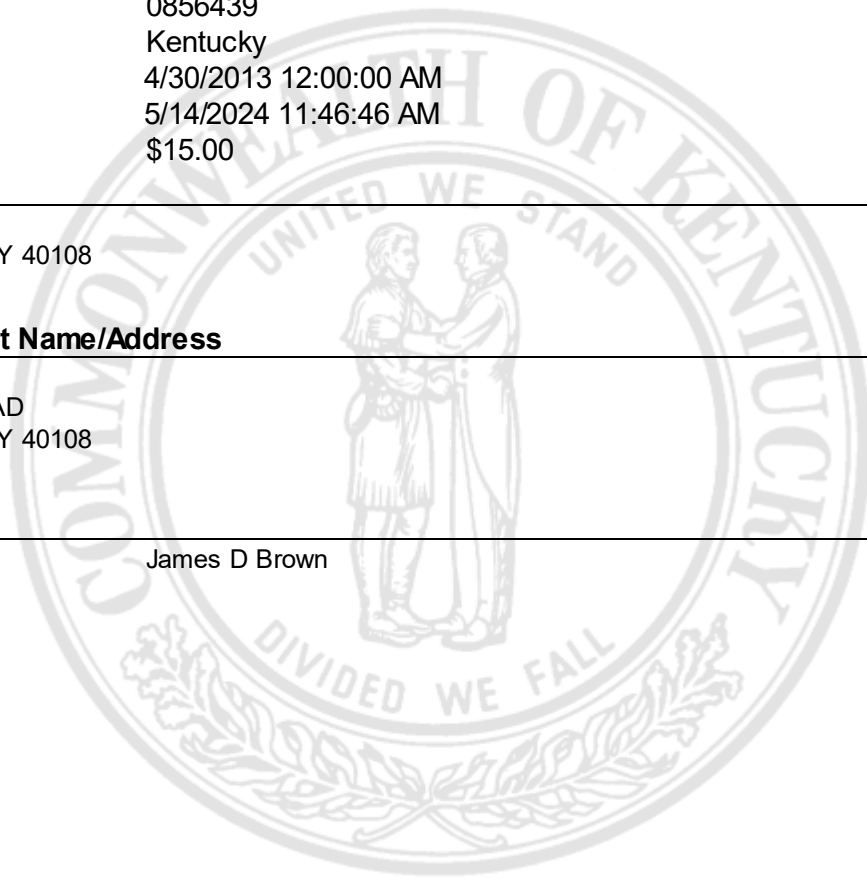 0856439
Kentucky
4/30/2013 12:00:00 AM
5/14/2024 11:46:46 AM
$15.00
Y 40108
t Name/Address
AD
Y 40108
James D Brown
COMMONWEALTH OF KENTUCKY
UNITED WE STAND
DIVIDED WE FALL